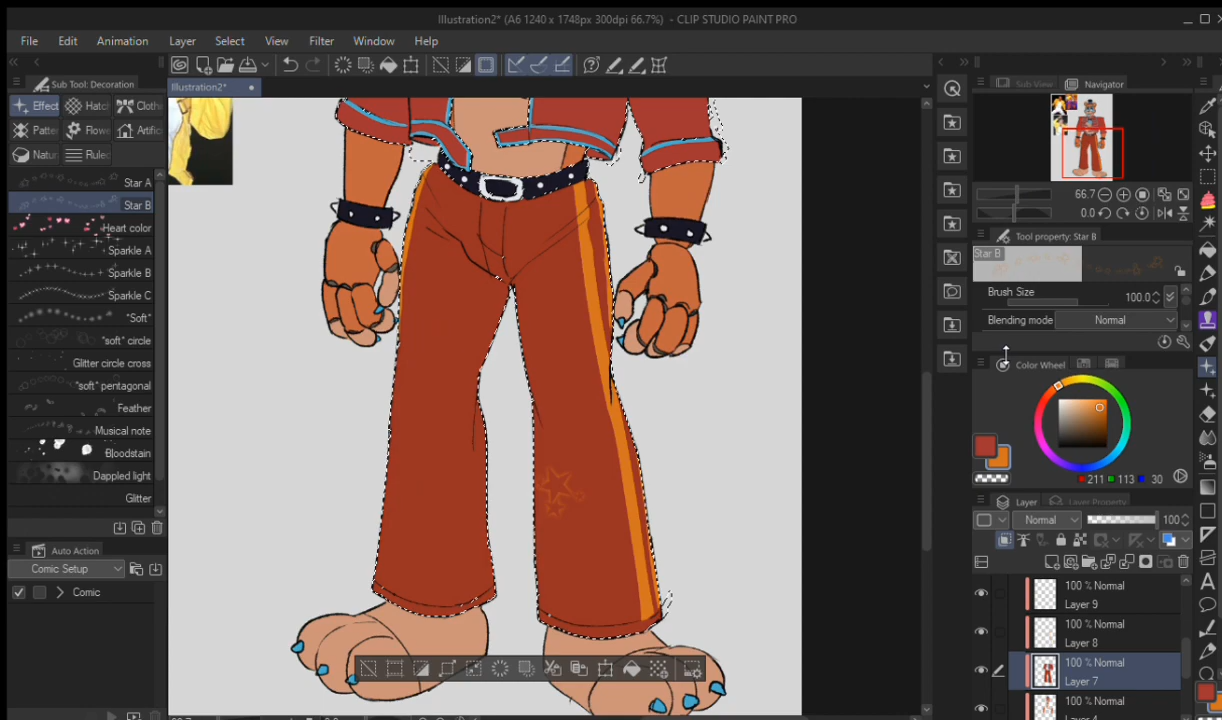 Illustration2* (A6 1240 x 1748px 300dpi 66.7%) - CLIP STUDIO PAINT PRO
File Edit Animation Layer Select View Filter Window Help
Sub Tool: Decoration
Illustration2*
Sub View Navigator
Effect Hatch Cloth
Patte Flowe Artific
Natur Rule
Star A
Star B
Heart color
Sparkle A
Sparkle B
Sparkle C
"Soft"
"soft" circle
Glitter circle cross
"soft" pentagonal
Feather
Musical note
Bloodstain
Dappled light
Glitter
Auto Action
Comic Setup
Comic
66.7
0.0
Tool property: Star B
Star B
Brush Size 100.0
Blending mode Normal
Color Wheel
211 113 30
Layer Layer Property
Normal 100
100 % Normal
Layer 9
100 % Normal
Layer 8
100 % Normal
Layer 7
100 % Normal